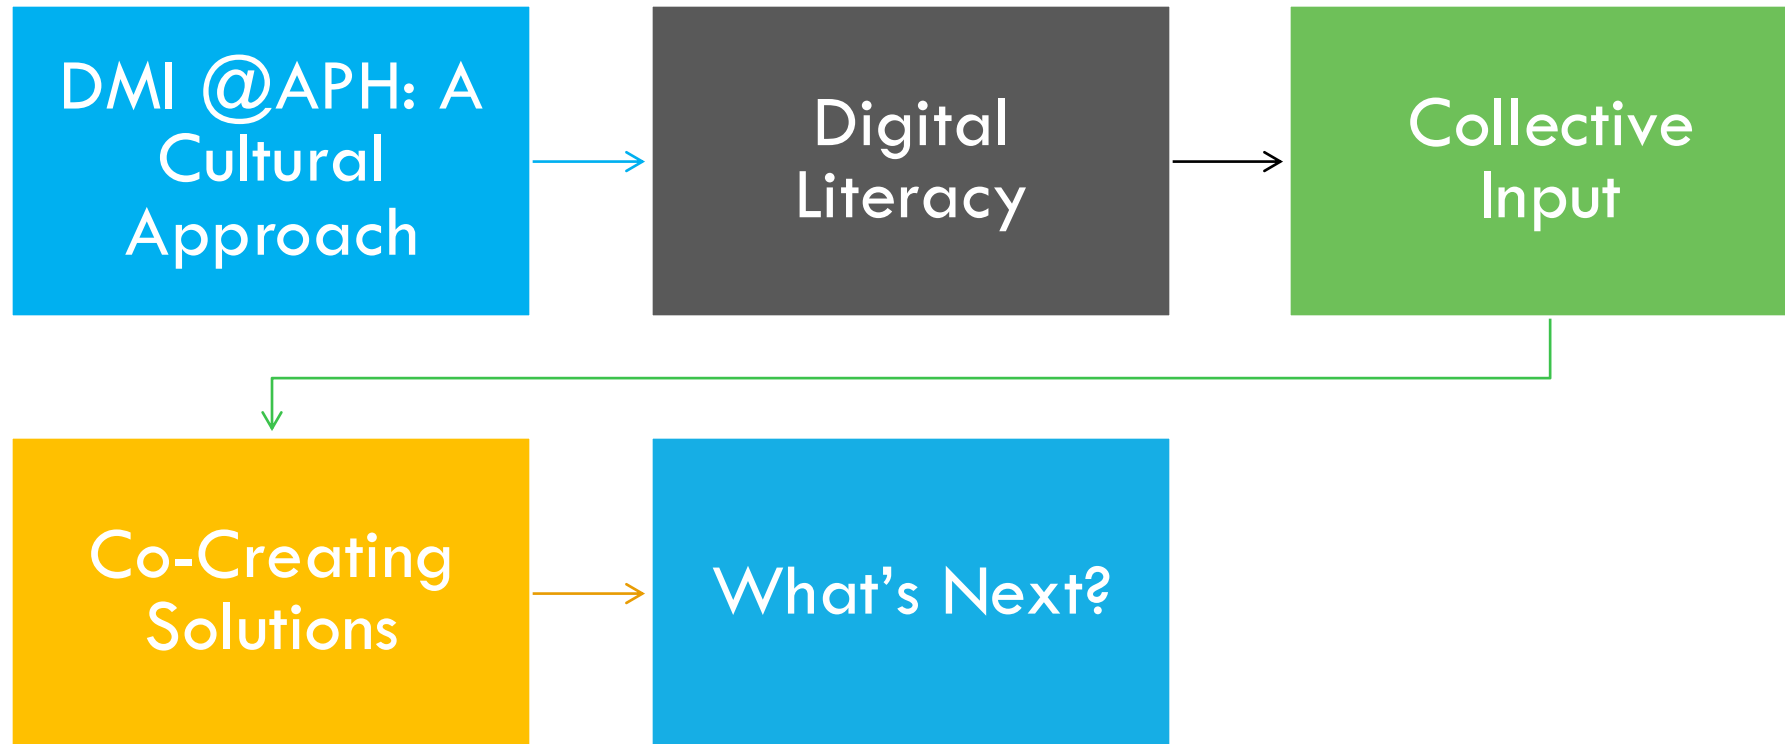 DMI @APH: A
Cultural
Approach
Digital
Literacy
Collective
Input
Co-Creating
Solutions
What’s Next?